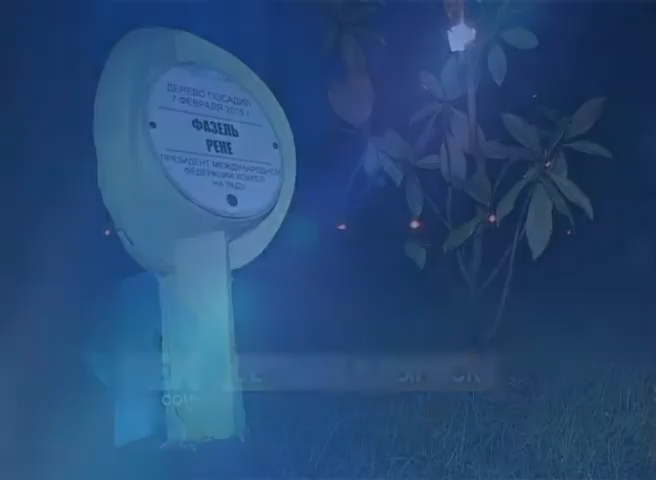 ДЕРЕВО ПОСАДИЛ
7 ФЕВРАЛЯ 2015 г.
ФАЗЕЛЬ
РЕНЕ
ПРЕЗИДЕНТ МЕЖДУНАРОДНОЙ
ФЕДЕРАЦИИ ХОККЕЯ
НА ЛЬДУ